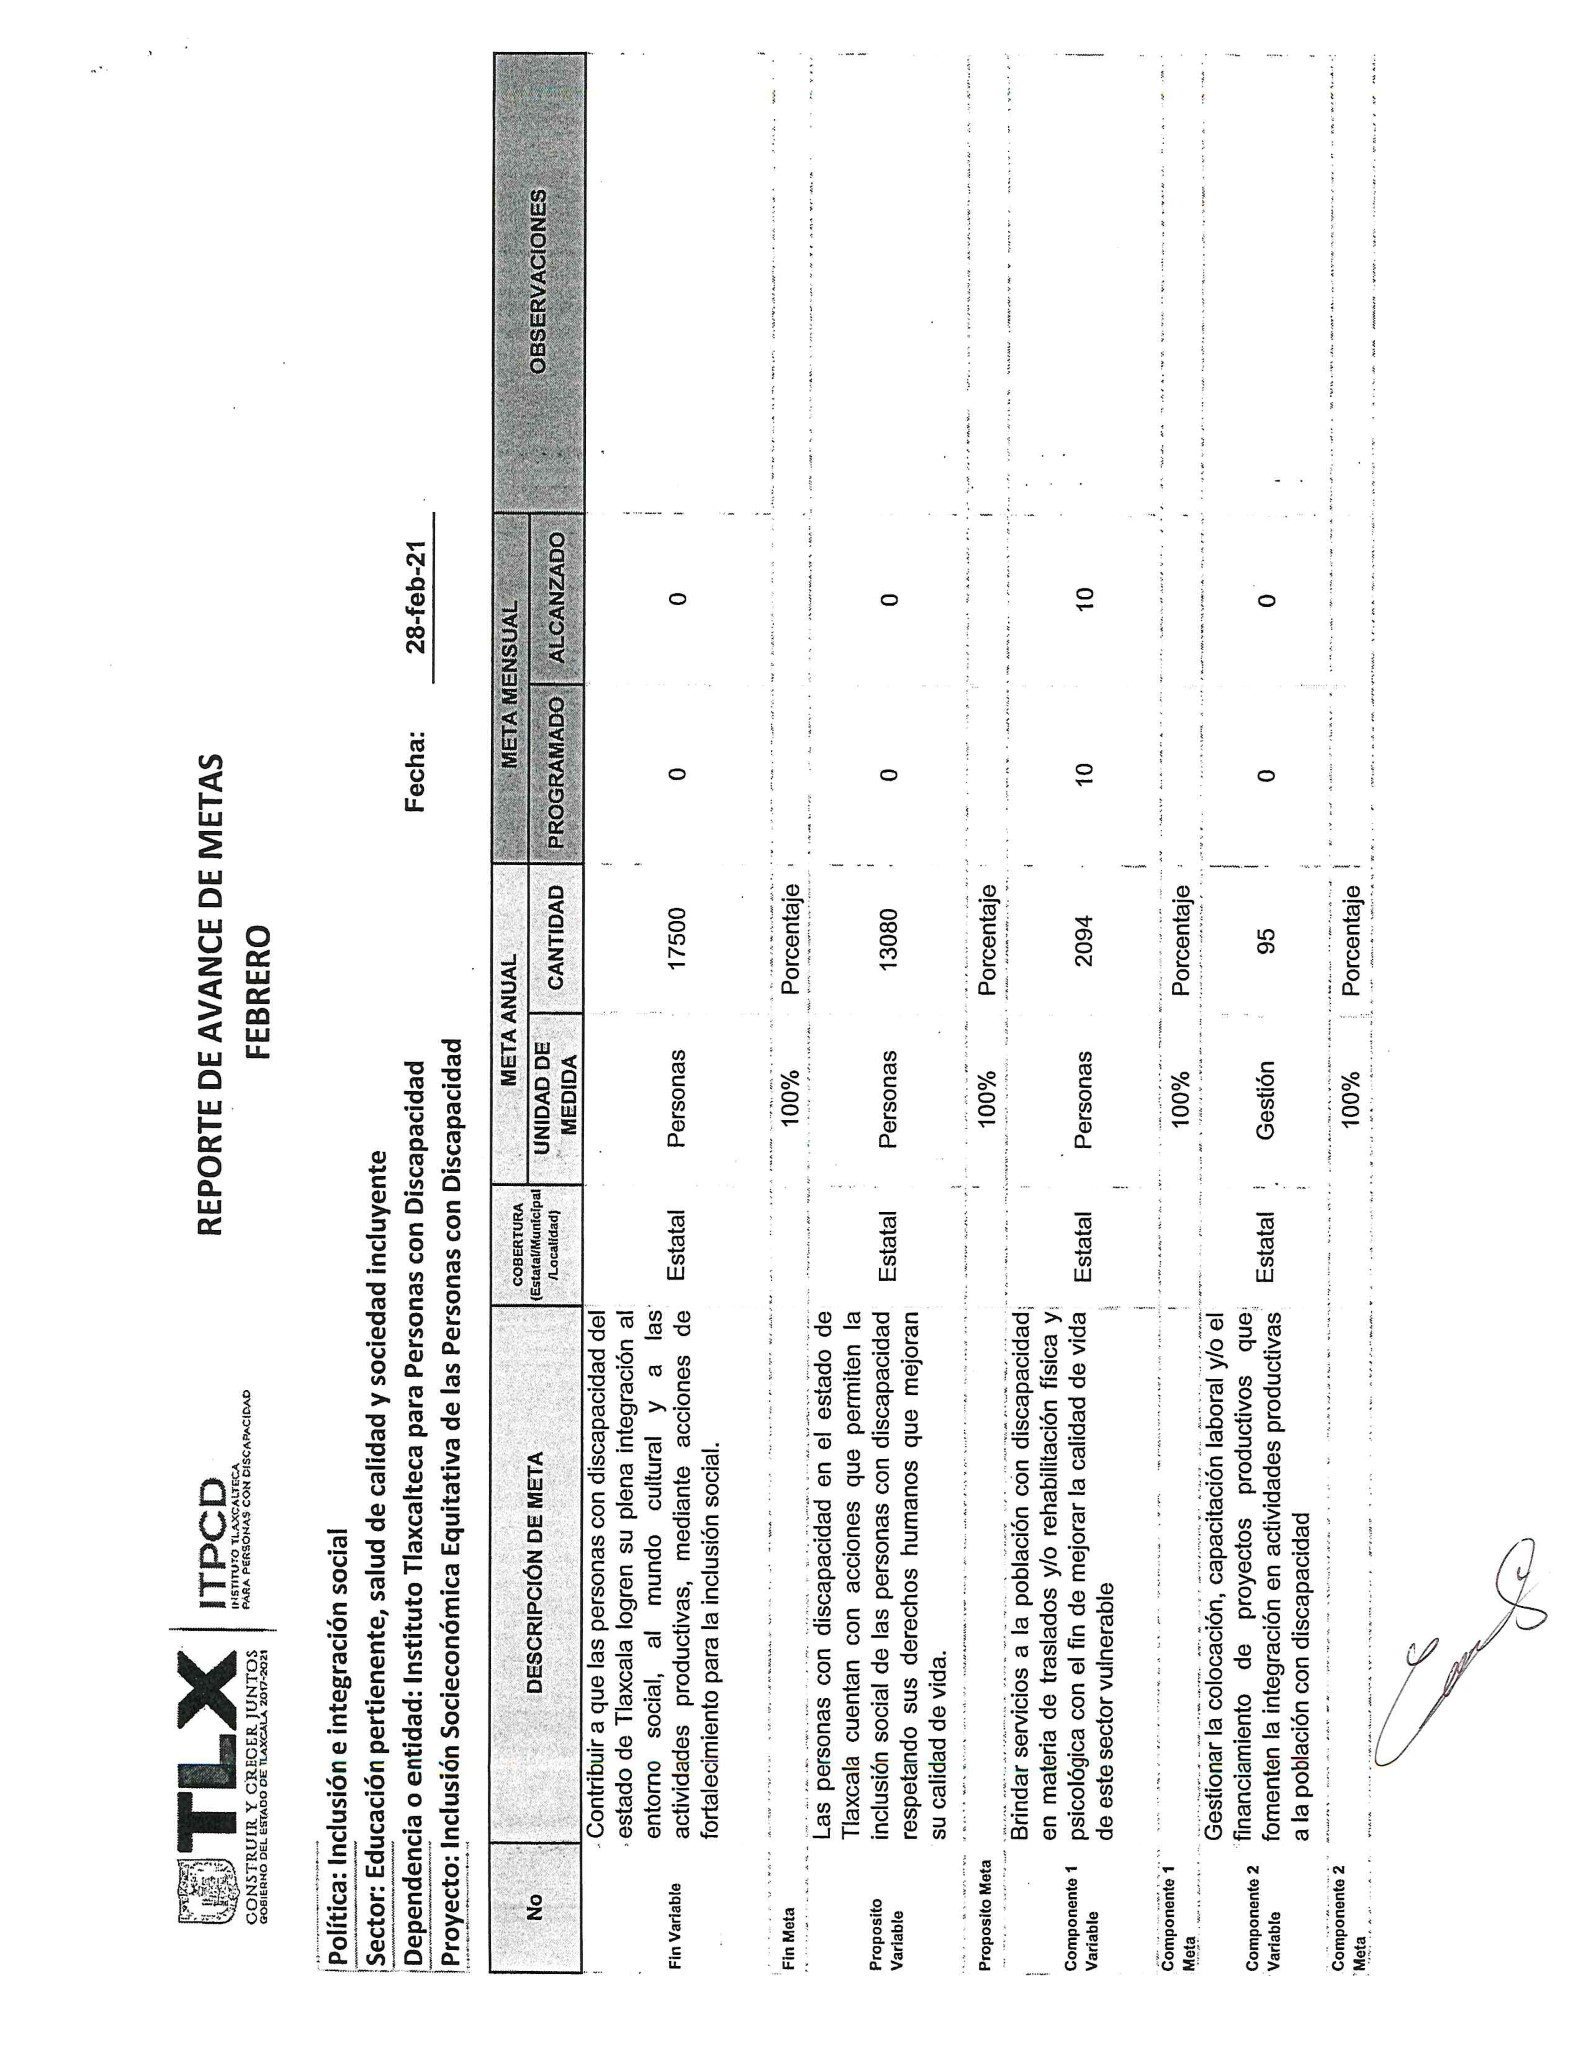 TLX
CONSTRUIR Y CRECER JUNTOS
GOBIERNO DEL ESTADO DE TLAXCALA 2017-2021
ITPCD
INSTITUTO TLAXCALTECA
PARA PERSONAS CON DISCAPACIDAD
REPORTE DE AVANCE DE METAS
FEBRERO
Política: Inclusión e integración social
Sector: Educación pertinente, salud de calidad y sociedad incluyente
Dependencia o entidad: Instituto Tlaxcalteca para Personas con Discapacidad
Fecha: 28-feb-21
Proyecto: Inclusión Socieconómica Equitativa de las Personas con Discapacidad
No
DESCRIPCIÓN DE META
COBERTURA
(Estatal/Municipal
/Localidad)
META ANUAL
UNIDAD DE
MEDIDA
CANTIDAD
META MENSUAL
PROGRAMADO
ALCANZADO
OBSERVACIONES
Fin Variable
Contribuir a que las personas con discapacidad del
estado de Tlaxcala logren su plena integración al
entorno social, al mundo cultural y a las
actividades productivas, mediante acciones de
fortalecimiento para la inclusión social.
Estatal
Personas
17500
0
0
Fin Meta
100%
Porcentaje
Proposito
Variable
Las personas con discapacidad en el estado de
Tlaxcala cuentan con acciones que permiten la
inclusión social de las personas con discapacidad
respetando sus derechos humanos que mejoran
su calidad de vida.
Estatal
Personas
13080
0
0
Proposito Meta
100%
Porcentaje
Componente 1
Variable
Brindar servicios a la población con discapacidad
en materia de traslados y/o rehabilitación física y
psicológica con el fin de mejorar la calidad de vida
de este sector vulnerable
Estatal
Personas
2094
10
10
Componente 1
Meta
100%
Porcentaje
Componente 2
Variable
Gestionar la colocación, capacitación laboral y/o el
financiamiento de proyectos productivos que
fomenten la integración en actividades productivas
a la población con discapacidad
Estatal
Gestión
95
0
0
Componente 2
Meta
100%
Porcentaje